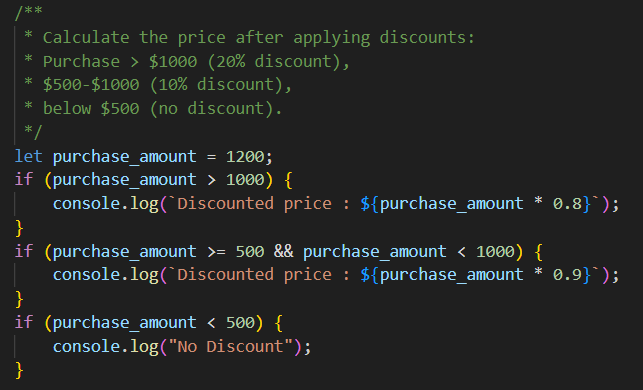 /**
 * Calculate the price after applying discounts:
 * Purchase > $1000 (20% discount),
 * $500-$1000 (10% discount),
 * below $500 (no discount).
 */
let purchase_amount = 1200;
if (purchase_amount > 1000) {
    console.log(`Discounted price : ${purchase_amount * 0.8}`);
}
if (purchase_amount >= 500 && purchase_amount < 1000) {
    console.log(`Discounted price : ${purchase_amount * 0.9}`);
}
if (purchase_amount < 500) {
    console.log("No Discount");
}